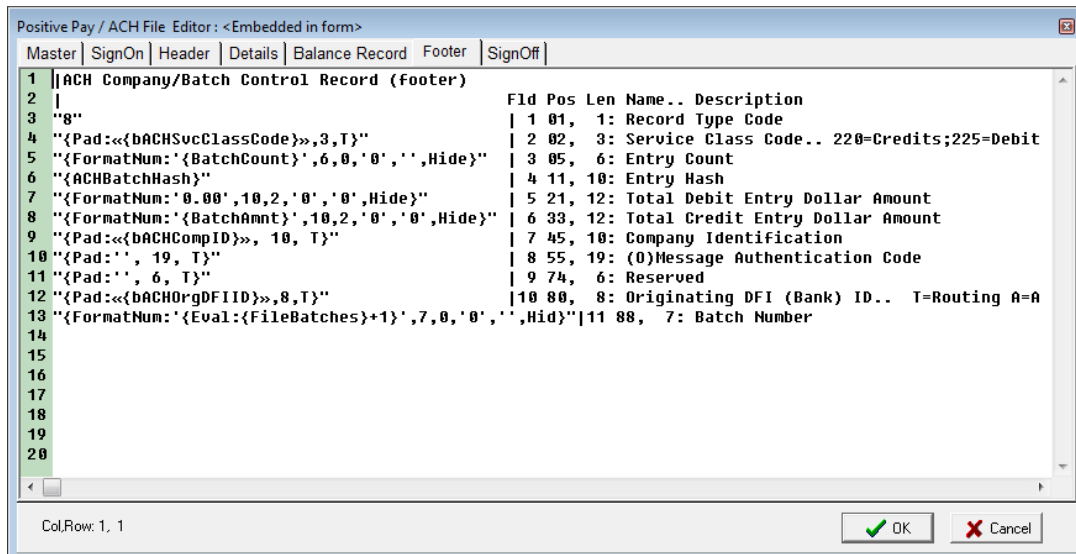 Positive Pay / ACH File  Editor : <Embedded in form>
Master SignOn Header Details Balance Record Footer SignOff
1 ||ACH Company/Batch Control Record (footer)
2 | Fld Pos Len Name.. Description
3 "8" | 1 01,  1: Record Type Code
4 "{Pad:«{bACHSvcClassCode}»,3,T}" | 2 02,  3: Service Class Code.. 220=Credits;225=Debit
5 "{FormatNum:'{BatchCount}',6,0,'0','',Hide}" | 3 05,  6: Entry Count
6 "{ACHBatchHash}" | 4 11, 10: Entry Hash
7 "{FormatNum:'0.00',10,2,'0','0',Hide}" | 5 21, 12: Total Debit Entry Dollar Amount
8 "{FormatNum:'{BatchAmnt}',10,2,'0','0',Hide}" | 6 33, 12: Total Credit Entry Dollar Amount
9 "{Pad:«{bACHCompID}», 10, T}" | 7 45, 10: Company Identification
10 "{Pad:'', 19, T}" | 8 55, 19: (O)Message Authentication Code
11 "{Pad:'', 6, T}" | 9 74,  6: Reserved
12 "{Pad:«{bACHOrgDFIID}»,8,T}" |10 80,  8: Originating DFI (Bank) ID..  T=Routing A=A
13 "{FormatNum:'{Eval:{FileBatches}+1}',7,0,'0','',Hid}"|11 88,  7: Batch Number
14
15
16
17
18
19
20
Col,Row: 1, 1
OK Cancel